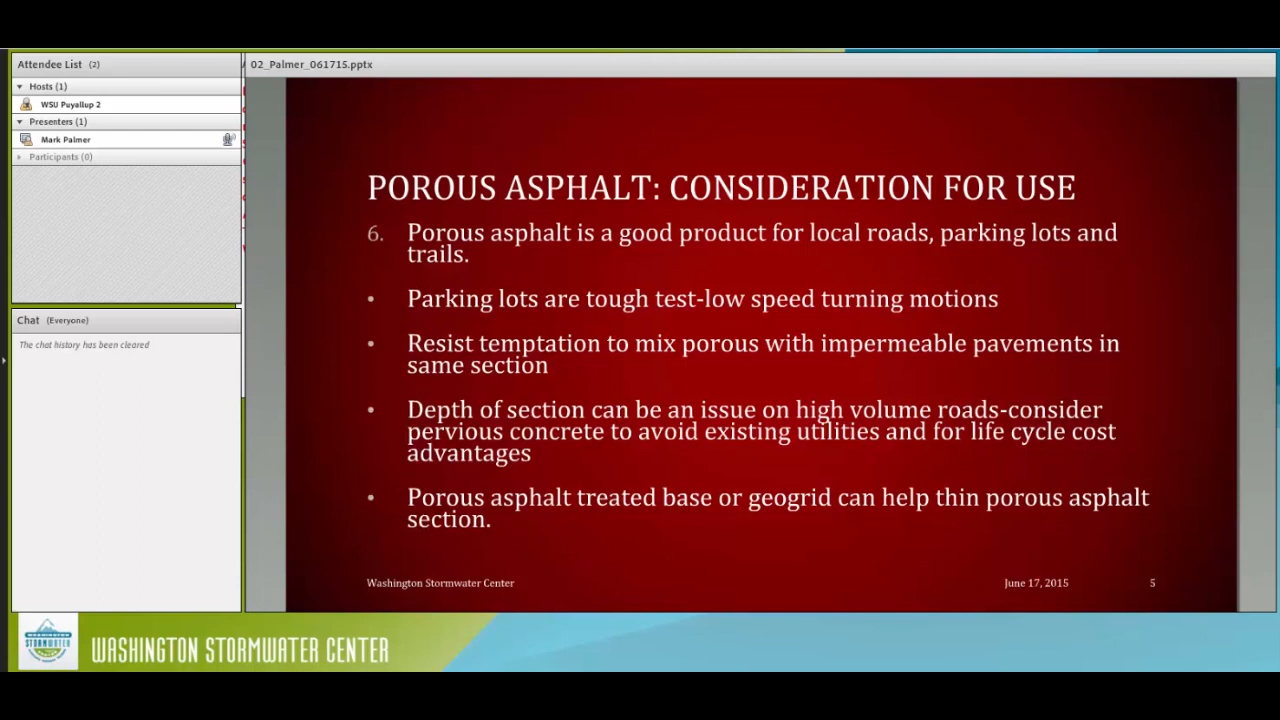 Attendee List (2)
Hosts (1)
WSU Puyallup 2
Presenters (1)
Mark Palmer
Participants (0)
Chat (Everyone)
The chat history has been cleared
02_Palmer_061715.pptx
POROUS ASPHALT: CONSIDERATION FOR USE
6. Porous asphalt is a good product for local roads, parking lots and
trails.
• Parking lots are tough test-low speed turning motions
• Resist temptation to mix porous with impermeable pavements in
same section
• Depth of section can be an issue on high volume roads-consider
pervious concrete to avoid existing utilities and for life cycle cost
advantages
• Porous asphalt treated base or geogrid can help thin porous asphalt
section.
Washington Stormwater Center
June 17, 2015
5
WASHINGTON
STORMWATER
WASHINGTON STORMWATER CENTER